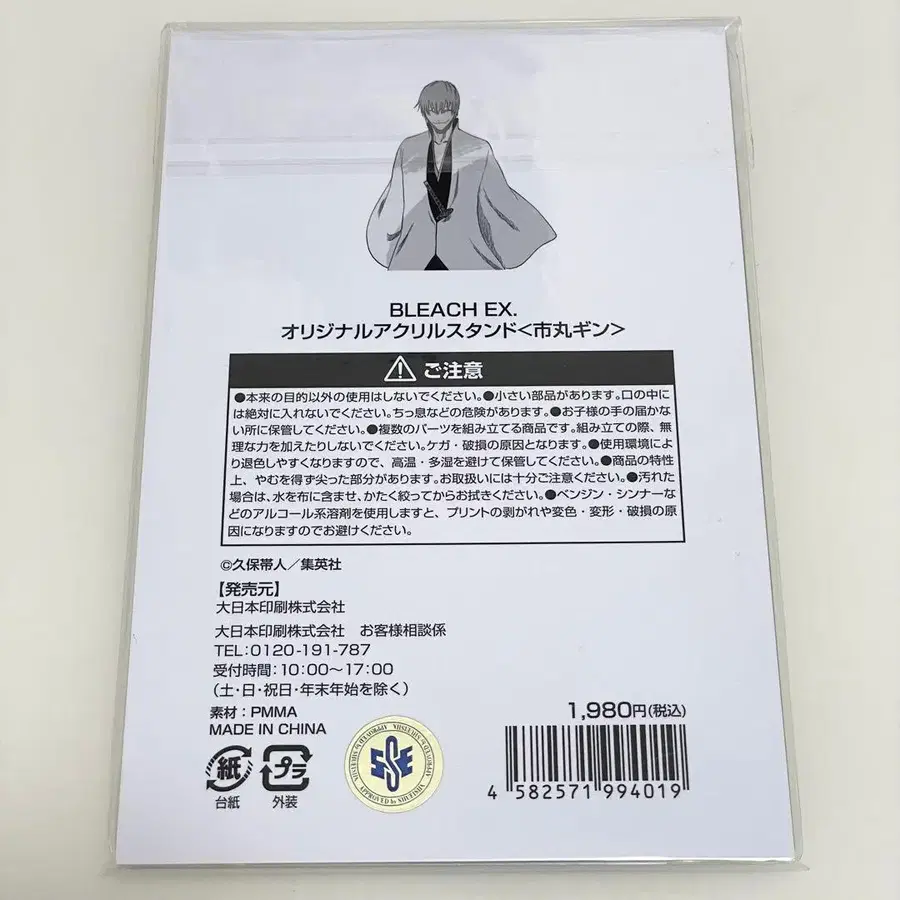 BLEACH EX.
オリジナルアクリルスタンド<市丸ギン>
ご注意
●本来の目的以外の使用はしないでください。●小さい部品があります。口の中に
は絶対に入れないでください。ちっ息などの危険があります。●お子様の手の届かな
い所に保管してください。●複数のパーツを組み立てる商品です。組み立ての際、無
理な力を加えたりしないでください。ケガ・破損の原因となります。●使用環境によ
り退色しやすくなりますので、高温・多湿を避けて保管してください。●商品の特性
上、やむを得ず尖った部分があります。お取扱いには十分ご注意ください。●汚れた
場合は、水を布に含ませ、かたく絞ってからお拭きください。●ベンジン・シンナーな
どのアルコール系溶剤を使用しますと、プリントの剥がれや変色・変形・破損の原
因になりますのでお避けください。
©久保帯人/集英社
【発売元】
大日本印刷株式会社
大日本印刷株式会社 お客様相談係
TEL:0120-191-787
受付時間:10:00～17:00
(土・日・祝日・年末年始を除く)
素材:PMMA
MADE IN CHINA
1,980円(税込)
紙
台紙
プラ
外装
APPROVED by SHUEISHA
4 582571 994019